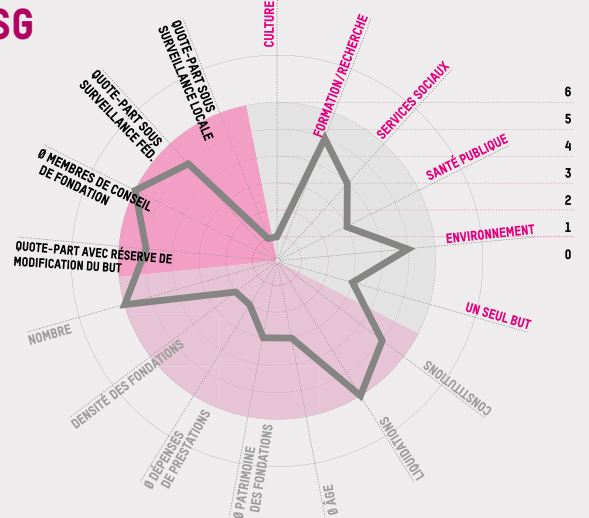 SG
CULTURE
FORMATION/RECHERCHE
SERVICES SOCIAUX
SANTÉ PUBLIQUE
ENVIRONNEMENT
UN SEUL BUT
CONSTITUTIONS
LIQUIDATIONS
Ø ÂGE
Ø PATRIMOINE
DES FONDATIONS
Ø DÉPENSES
DE PRESTATIONS
DENSITÉ DES FONDATIONS
NOMBRE
QUOTE-PART AVEC RÉSERVE DE
MODIFICATION DU BUT
Ø MEMBRES DE CONSEIL
DE FONDATION
QUOTE-PART SOUS
SURVEILLANCE FÉD.
QUOTE-PART SOUS
SURVEILLANCE LOCALE
6
5
4
3
2
1
0